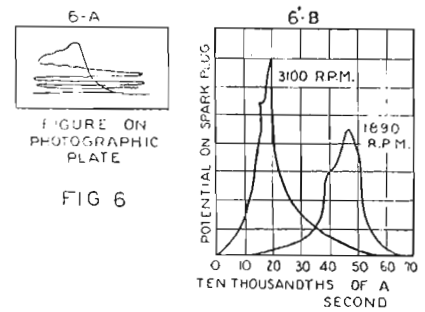 6-A
FIGURE ON
PHOTOGRAPHIC
PLATE
FIG 6
6-B
POTENTIAL ON SPARK PLUG
3100 R.P.M.
1890
R.P.M.
0 10 20 30 40 50 60 70
TEN THOUSANDTHS OF A
SECOND